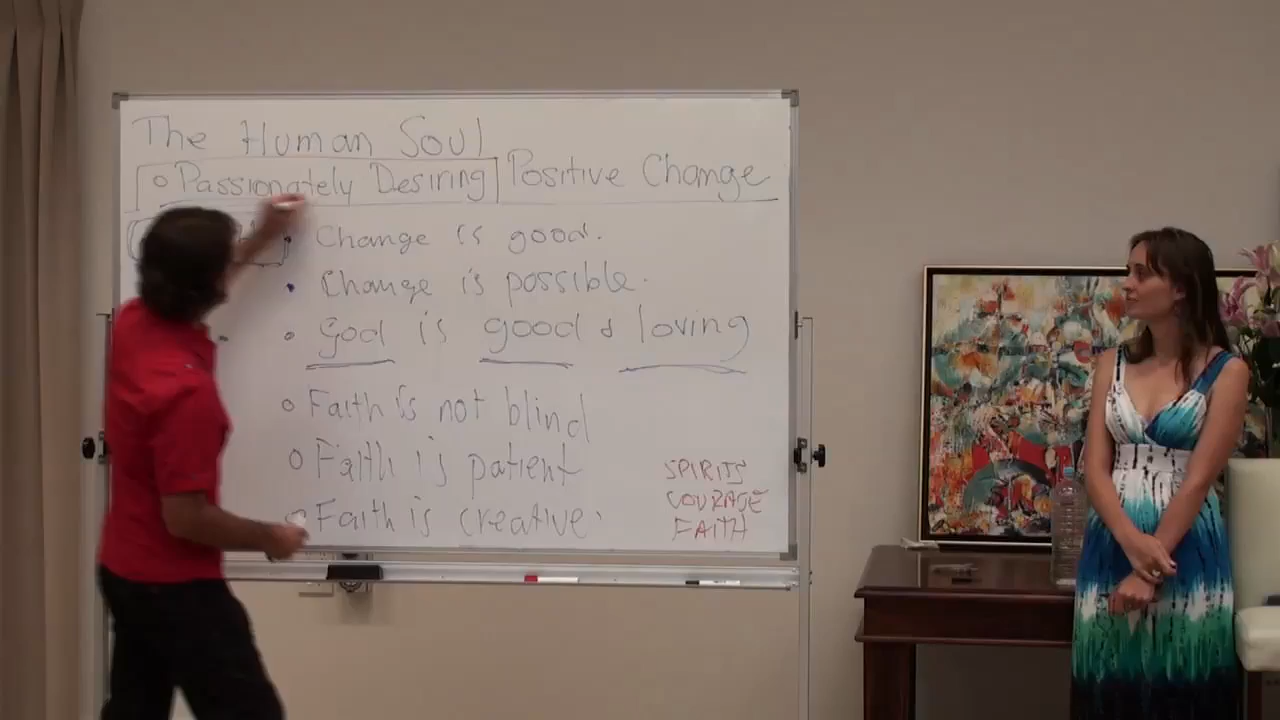 The Human Soul
Passionately Desiring Positive Change
Change is good.
Change is possible.
God is good & loving
Faith is not blind
Faith is patient
Faith is creative.
SPIRITS
COURAGE
FAITH